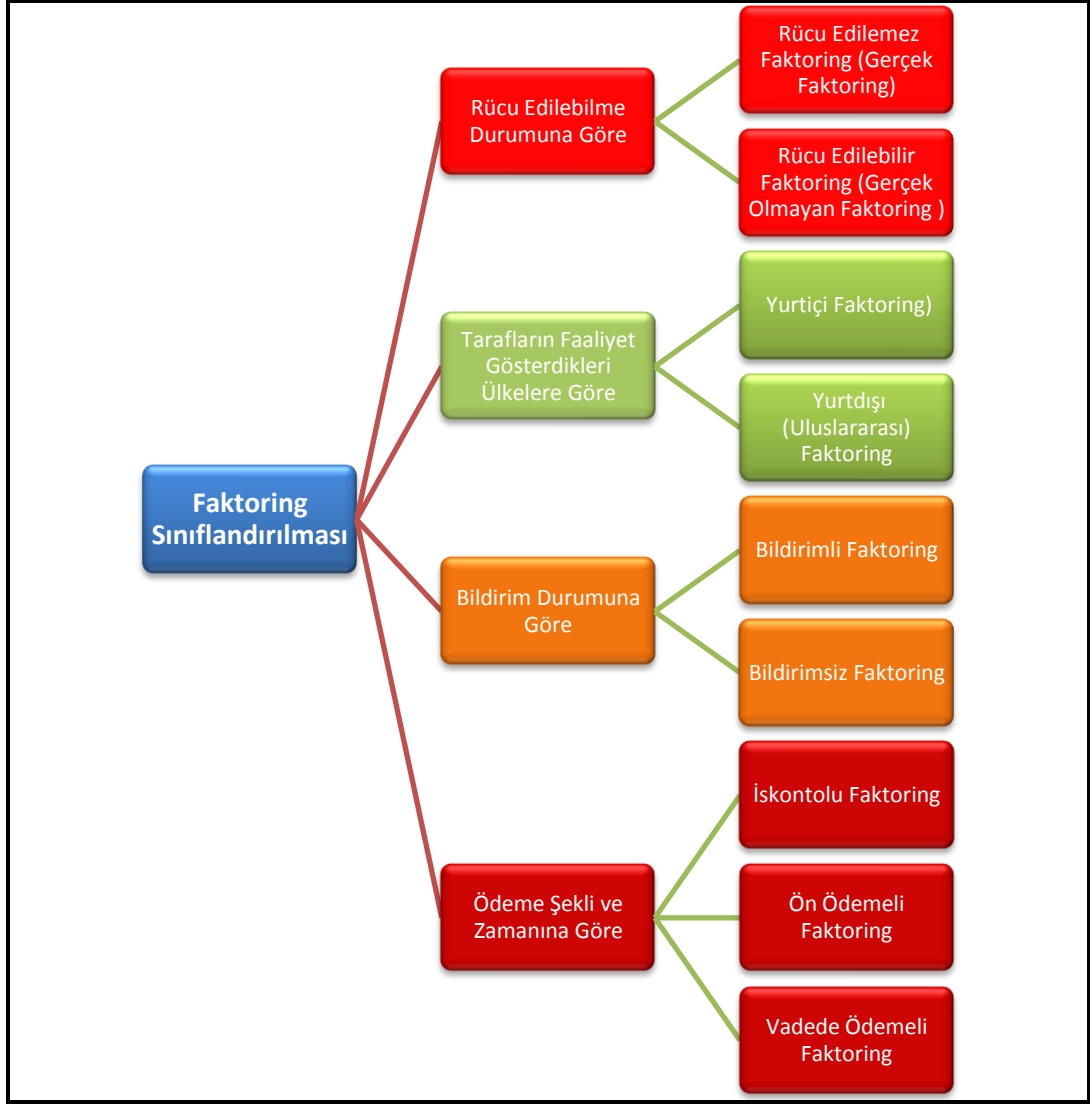 Faktoring
Sınıflandırılması
Rücu Edilebilme
Durumuna Göre
Rücu Edilemez
Faktoring (Gerçek
Faktoring)
Rücu Edilebilir
Faktoring (Gerçek
Olmayan Faktoring )
Tarafların Faaliyet
Gösterdikleri
Ülkelere Göre
Yurtiçi Faktoring)
Yurtdışı
(Uluslararası)
Faktoring
Bildirim Durumuna
Göre
Bildirimli Faktoring
Bildirimsiz Faktoring
Ödeme Şekli ve
Zamanına Göre
İskontolu Faktoring
Ön Ödemeli
Faktoring
Vadede Ödemeli
Faktoring